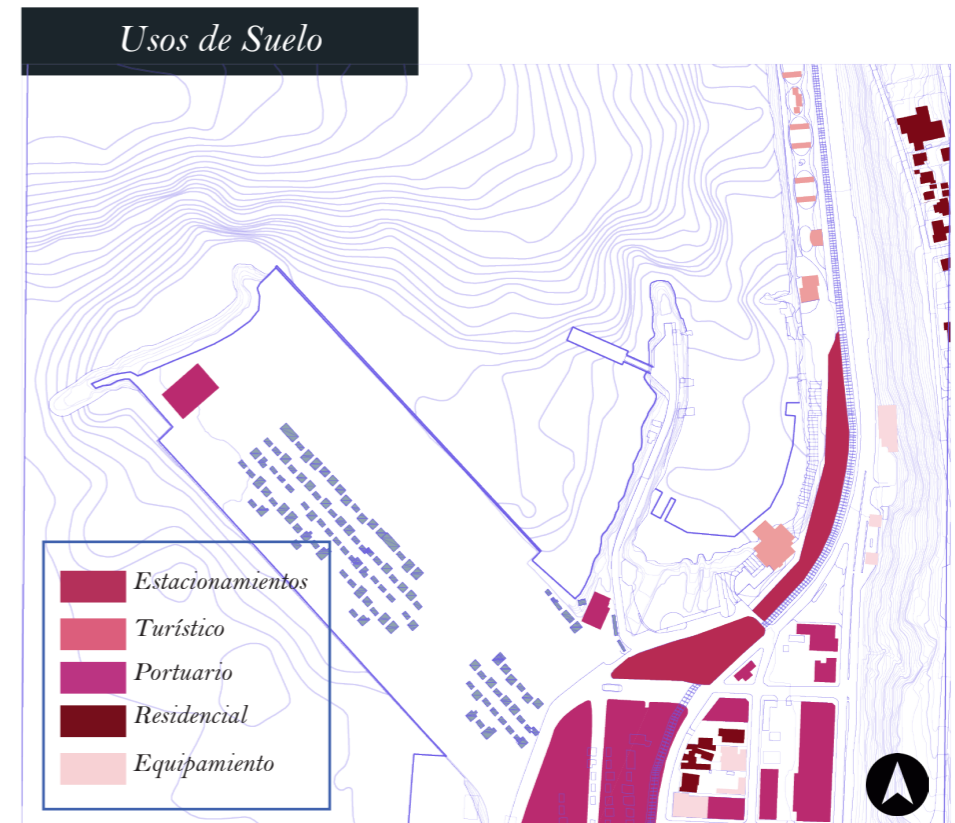 Usos de Suelo
Estacionamientos
Turístico
Portuario
Residencial
Equipamiento